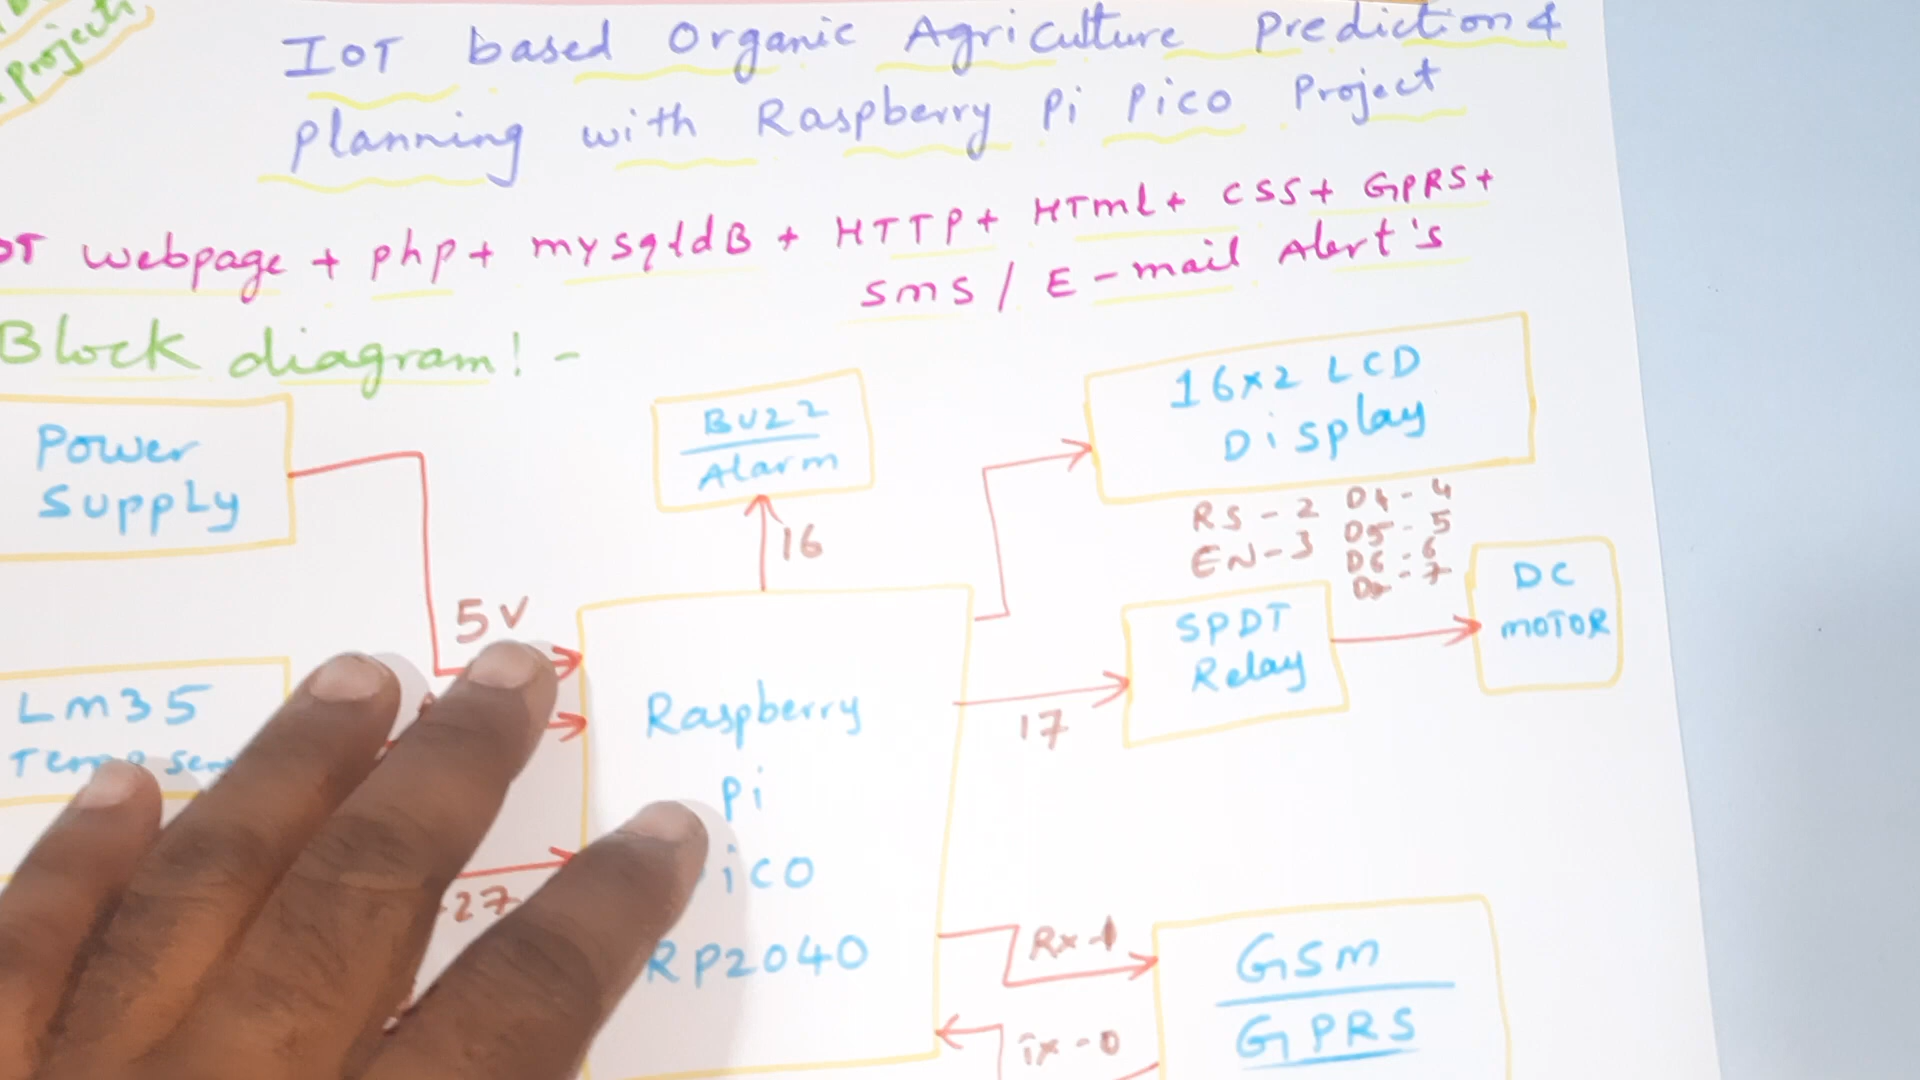 project
IOT based Organic Agriculture Prediction &
planning with Raspberry Pi Pico Project
webpage + php + mysqldB + HTTP + HTML + CSS + GPRS +
sms / E-mail Alert's
Block diagram! -
Power
Supply
5V
Buzz
Alarm
16
16x2 LCD
Display
RS - 2
EN - 3
D4 - 4
D5 - 5
D6 - 6
- 7
SPDT
Relay
DC
MOTOR
17
Lm35
Temp sen
27
Raspberry
Pi
ico
RP2040
Rx - 1
Tx - 0
GSM
GPRS